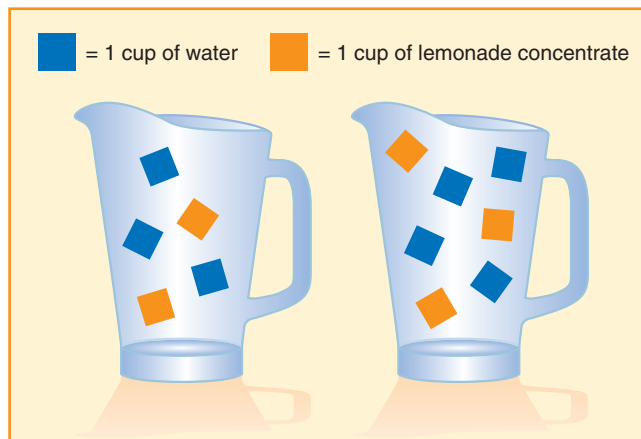 = 1 cup of water = 1 cup of lemonade concentrate